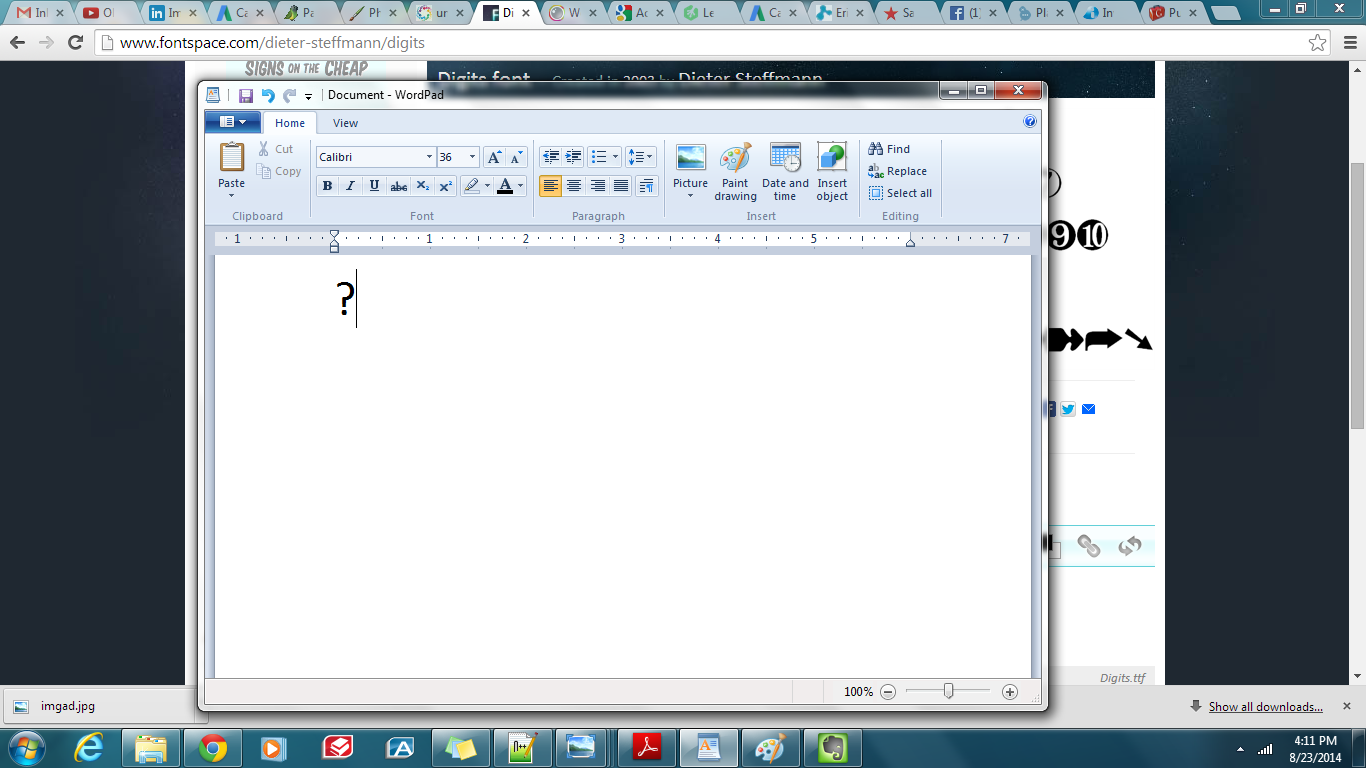 Inl Ol Im Ca Pa Ph ur Di W Ac Le Ca Eri Sa (1 Pl In Pu
www.fontspace.com/dieter-steffmann/digits
SIGNS ON THE CHEAP
Digits font Created in 2003 by Dieter Steffmann
Document - WordPad
Home View
Paste Cut Copy
Calibri 36
B I U abc X₂ X² A
Picture Paint drawing Date and time Insert object
Find
Replace
Select all
Clipboard Font Paragraph Insert Editing
1 1 2 3 4 5 7
?
❾❿
Digits.ttf
100%
imgad.jpg
Show all downloads...
4:11 PM
8/23/2014